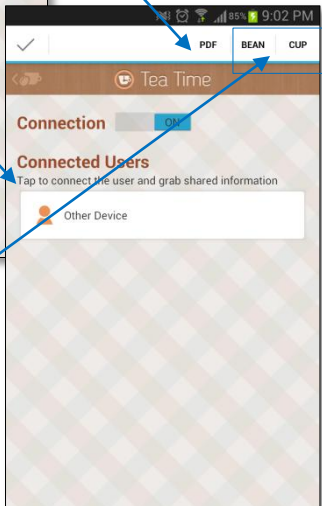 85% 9:02 PM
PDF BEAN CUP
Tea Time
Connection ON
Connected Users
Tap to connect the user and grab shared information
Other Device